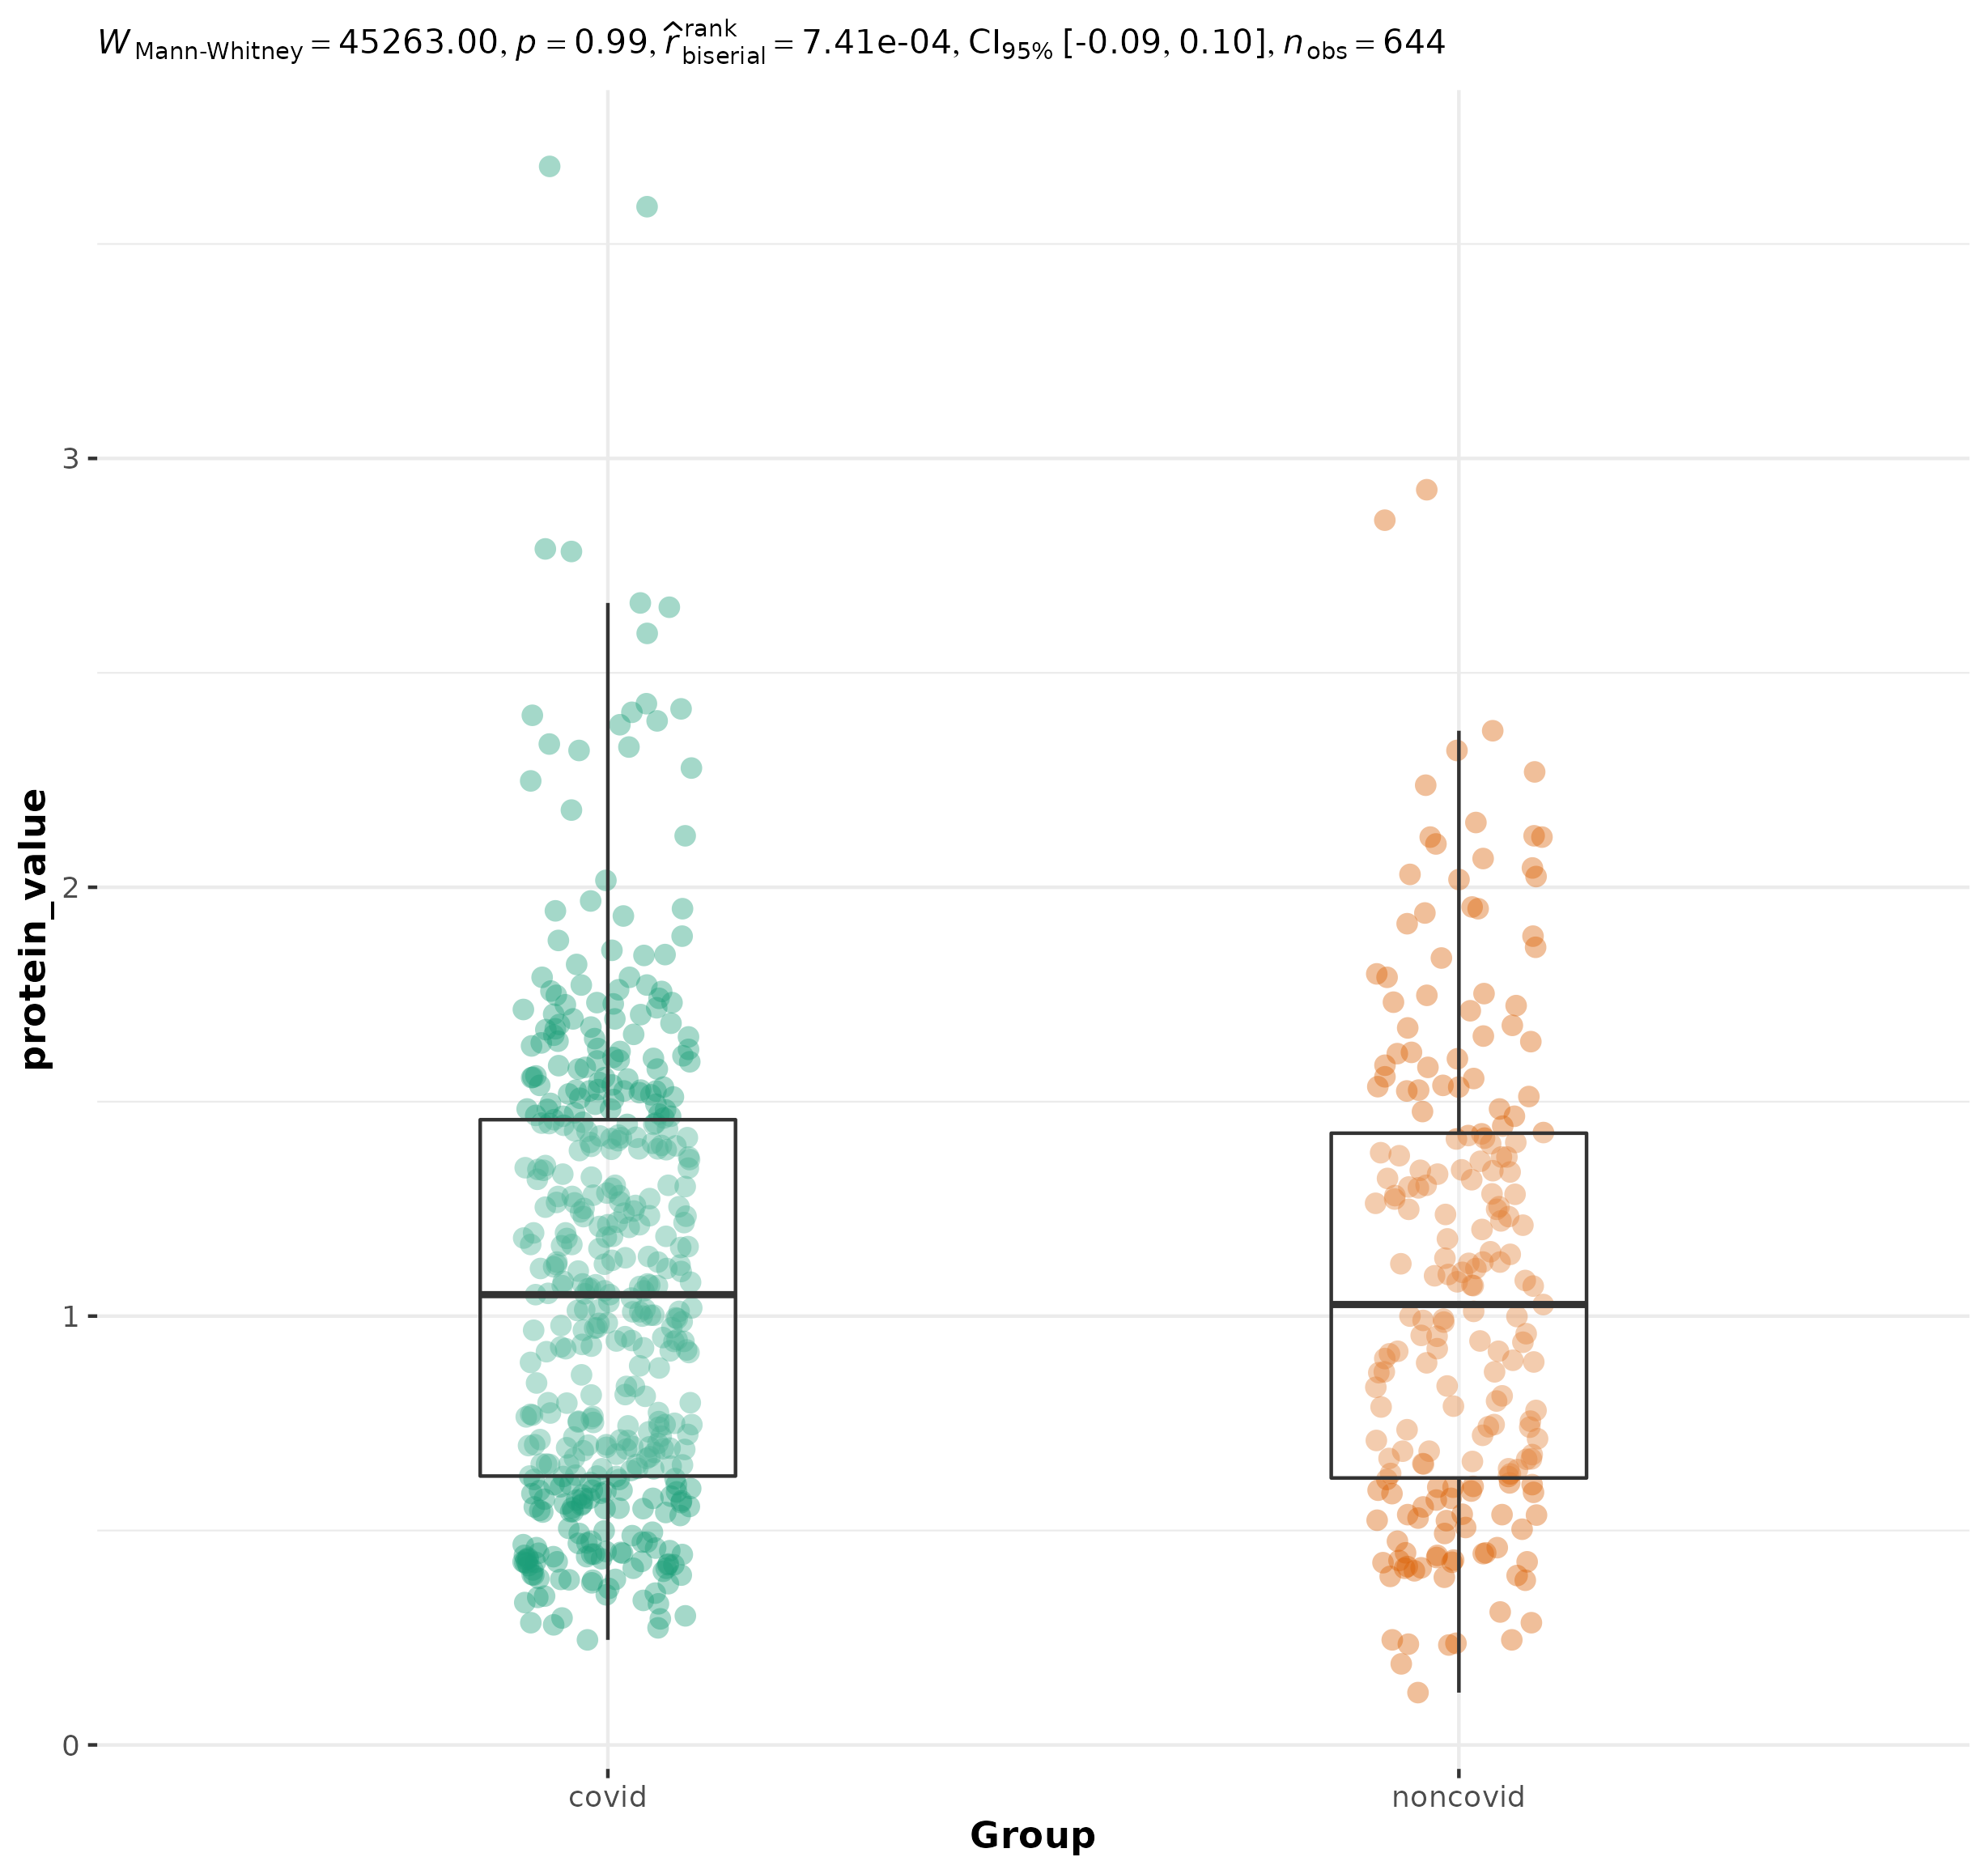 W Mann-Whitney = 45263.00, p = 0.99, r̂ rank biserial = 7.41e-04, CI95% [-0.09, 0.10], nobs = 644
3
2
1
0
protein_value
covid noncovid
Group